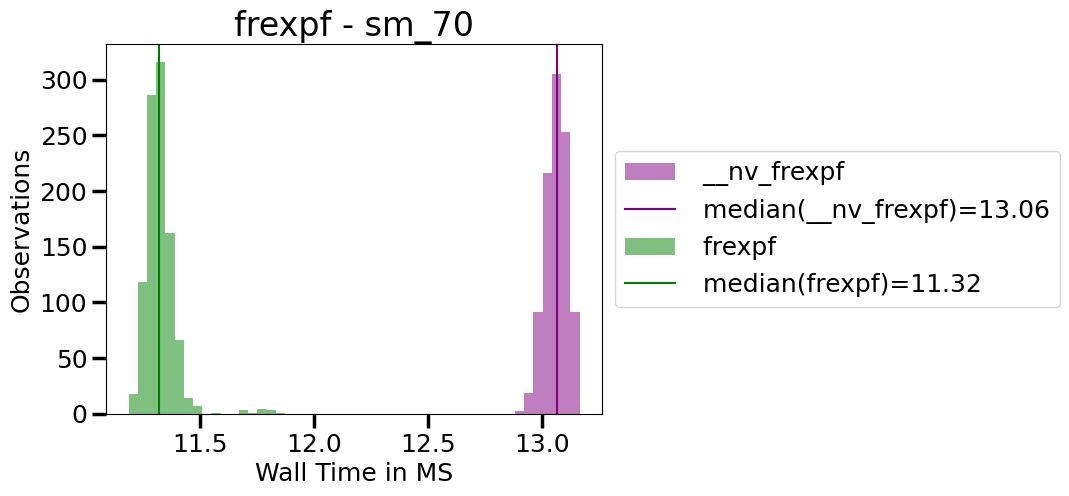 frexpf - sm_70
300
250
200
150
100
50
0
Observations
11.5 12.0 12.5 13.0
Wall Time in MS
__nv_frexpf
median(__nv_frexpf)=13.06
frexpf
median(frexpf)=11.32